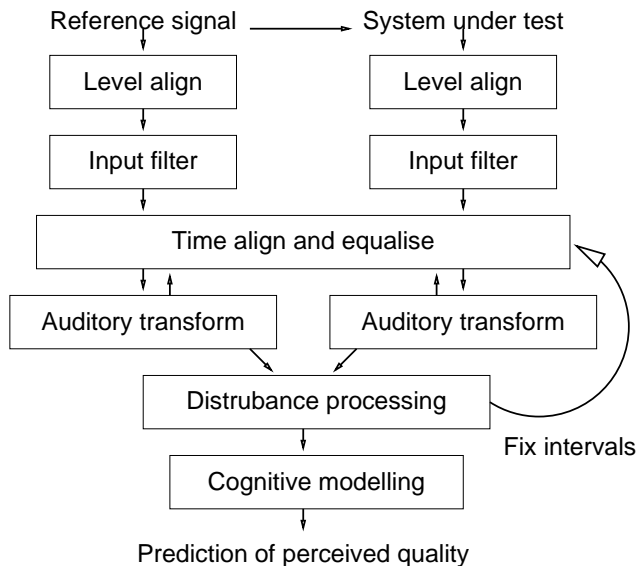 Reference signal
System under test
Level align
Level align
Input filter
Input filter
Time align and equalise
Auditory transform
Auditory transform
Distrubance processing
Fix intervals
Cognitive modelling
Prediction of perceived quality